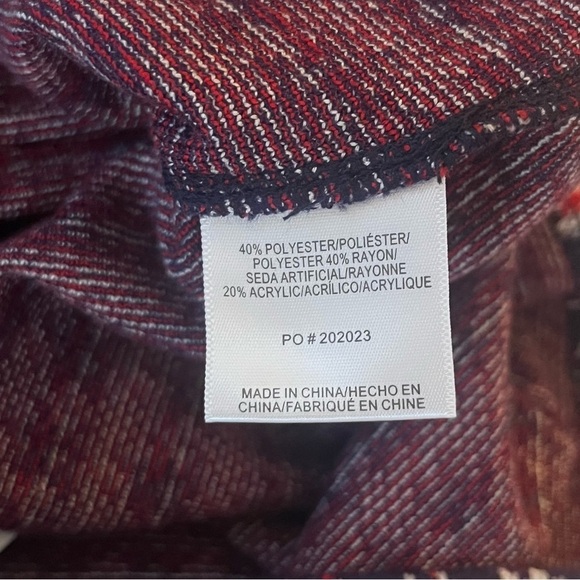 40% POLYESTER/POLIÉSTER/
POLYESTER 40% RAYON/
SEDA ARTIFICIAL/RAYONNE
20% ACRYLIC/ACRÍLICO/ACRYLIQUE
PO # 202023
MADE IN CHINA/HECHO EN
CHINA/FABRIQUÉ EN CHINE